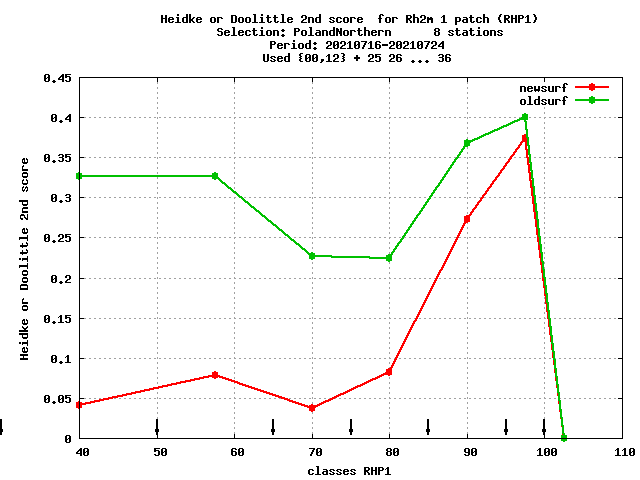 Heidke or Doolittle 2nd score  for Rh2m 1 patch (RHP1)
Selection: PolandNorthern      8 stations
Period: 20210716-20210724
Used {00,12} + 25 26 ... 36
newsurf
oldsurf
Heidke or Doolittle 2nd score
0.45
0.4
0.35
0.3
0.25
0.2
0.15
0.1
0.05
0
40 50 60 70 80 90 100 110
classes RHP1